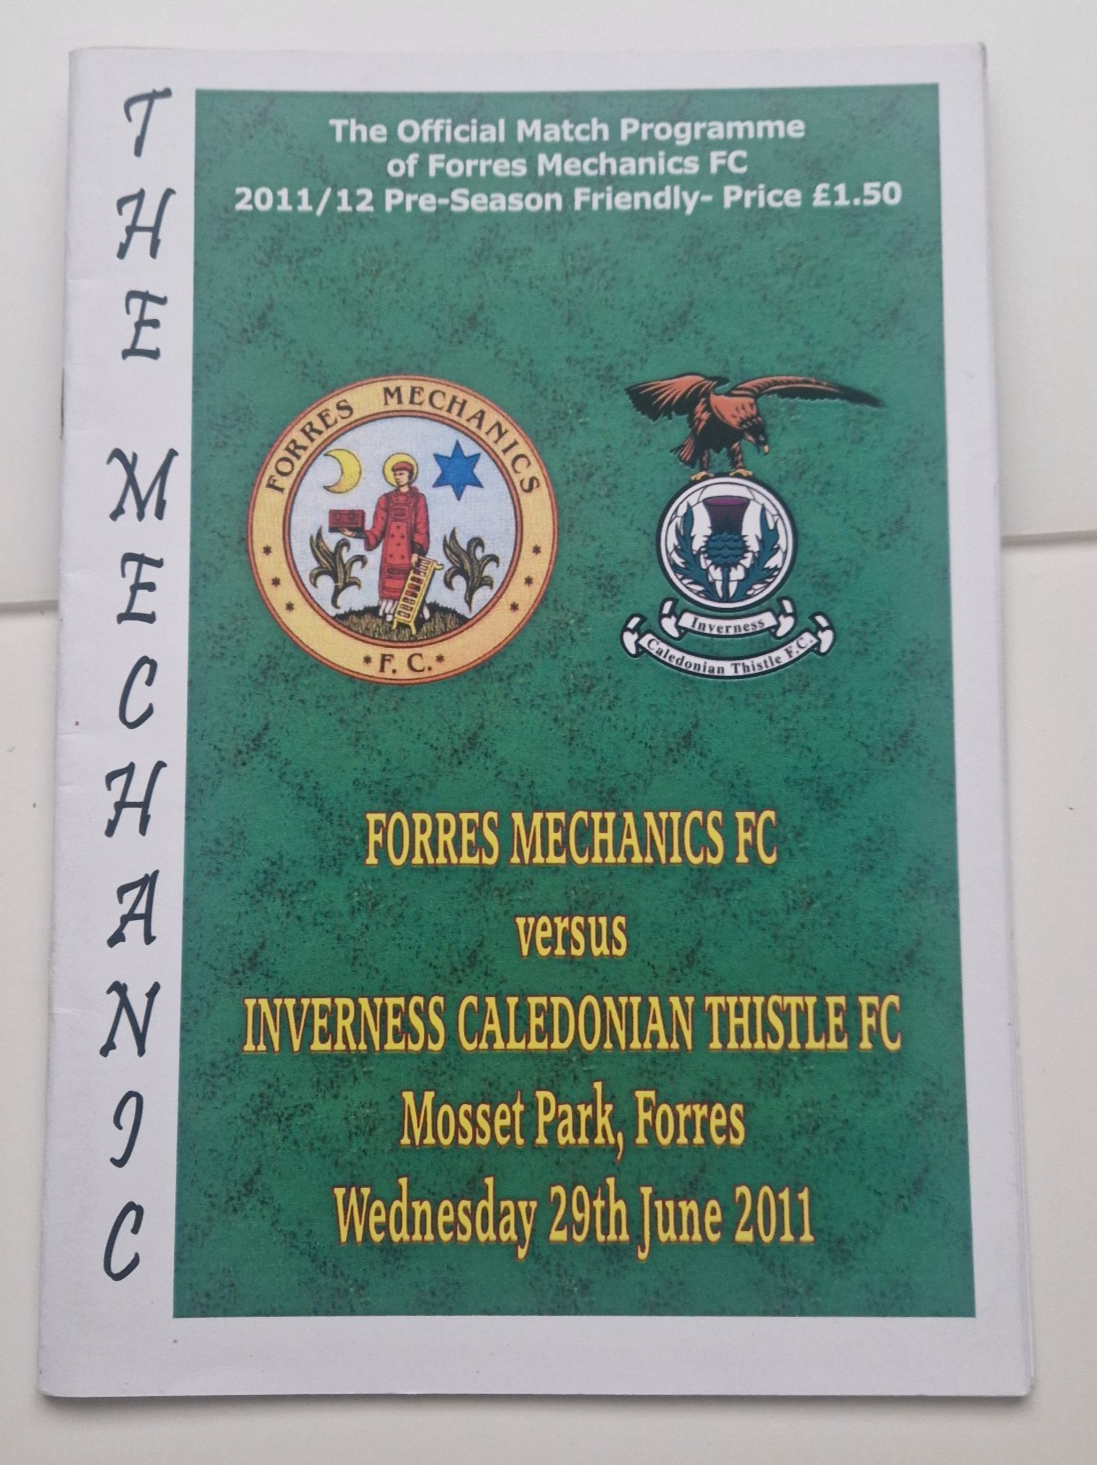 THE MECHANIC
The Official Match Programme
of Forres Mechanics FC
2011/12 Pre-Season Friendly- Price £1.50
FORRES MECHANICS
* F. C. *
Inverness
Caledonian Thistle F.C.
FORRES MECHANICS FC
versus
INVERNESS CALEDONIAN THISTLE FC
Mosset Park, Forres
Wednesday 29th June 2011